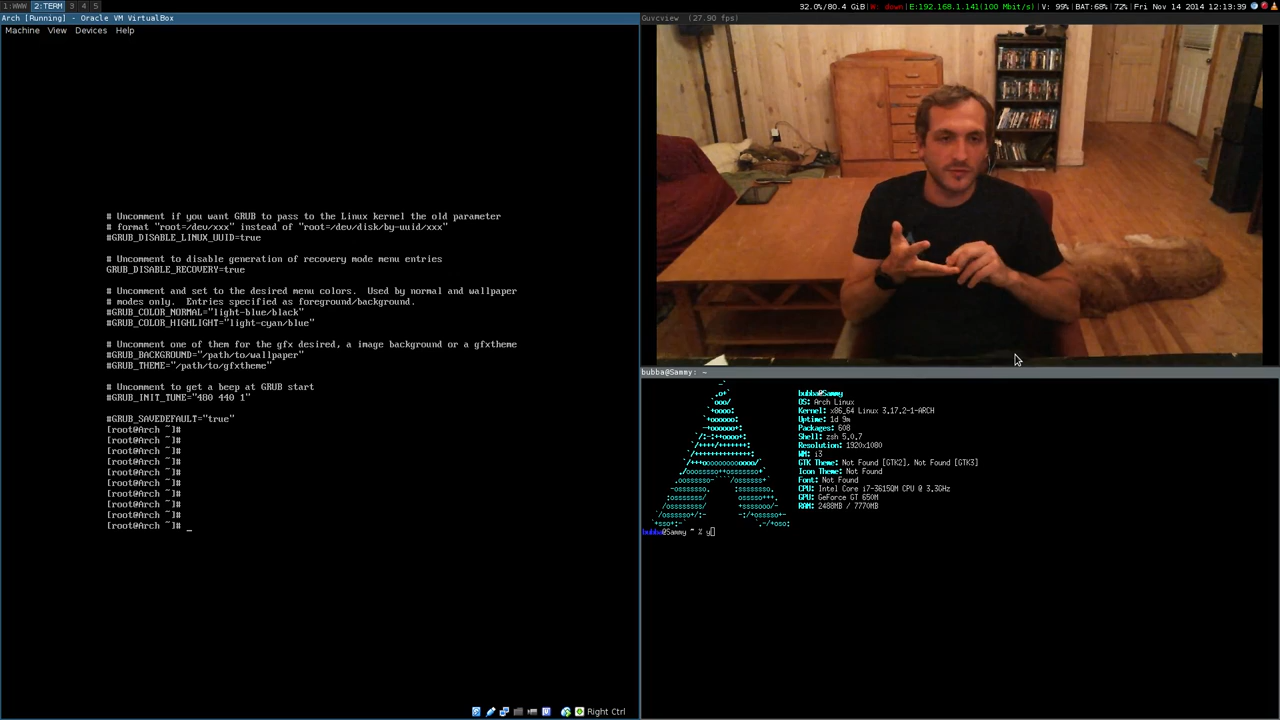 1:WWW 2:TERM 3 4 5
32.0%/80.4 GiB|W: down|E:192.168.1.141(100 Mbit/s)|V: 99%|BAT:68%|72%|Fri Nov 14 2014 12:13:39
Arch [Running] - Oracle VM VirtualBox
Machine View Devices Help
# Uncomment if you want GRUB to pass to the Linux kernel the old parameter
# format "root=/dev/xxx" instead of "root=/dev/disk/by-uuid/xxx"
#GRUB_DISABLE_LINUX_UUID=true
# Uncomment to disable generation of recovery mode menu entries
GRUB_DISABLE_RECOVERY=true
# Uncomment and set to the desired menu colors.  Used by normal and wallpaper
# modes only.  Entries specified as foreground/background.
#GRUB_COLOR_NORMAL="light-blue/black"
#GRUB_COLOR_HIGHLIGHT="light-cyan/blue"
# Uncomment one of them for the gfx desired, a image background or a gfxtheme
#GRUB_BACKGROUND="/path/to/wallpaper"
#GRUB_THEME="/path/to/gfxtheme"
# Uncomment to get a beep at GRUB start
#GRUB_INIT_TUNE="480 440 1"
#GRUB_SAVEDEFAULT="true"
[root@Arch ~]#
[root@Arch ~]#
[root@Arch ~]#
[root@Arch ~]#
[root@Arch ~]#
[root@Arch ~]#
[root@Arch ~]#
[root@Arch ~]#
[root@Arch ~]#
[root@Arch ~]# _
Right Ctrl
Guvcview (27.90 fps)
bubba@Sammy: ~
bubba@Sammy
OS: Arch Linux
Kernel: x86_64 Linux 3.17.2-1-ARCH
Uptime: 1d 9m
Packages: 608
Shell: zsh 5.0.7
Resolution: 1920x1080
WM: i3
GTK Theme: Not Found [GTK2], Not Found [GTK3]
Icon Theme: Not Found
Font: Not Found
CPU: Intel Core i7-3615QM CPU @ 3.3GHz
GPU: GeForce GT 650M
RAM: 2488MB / 7770MB
bubba@Sammy ~ % y